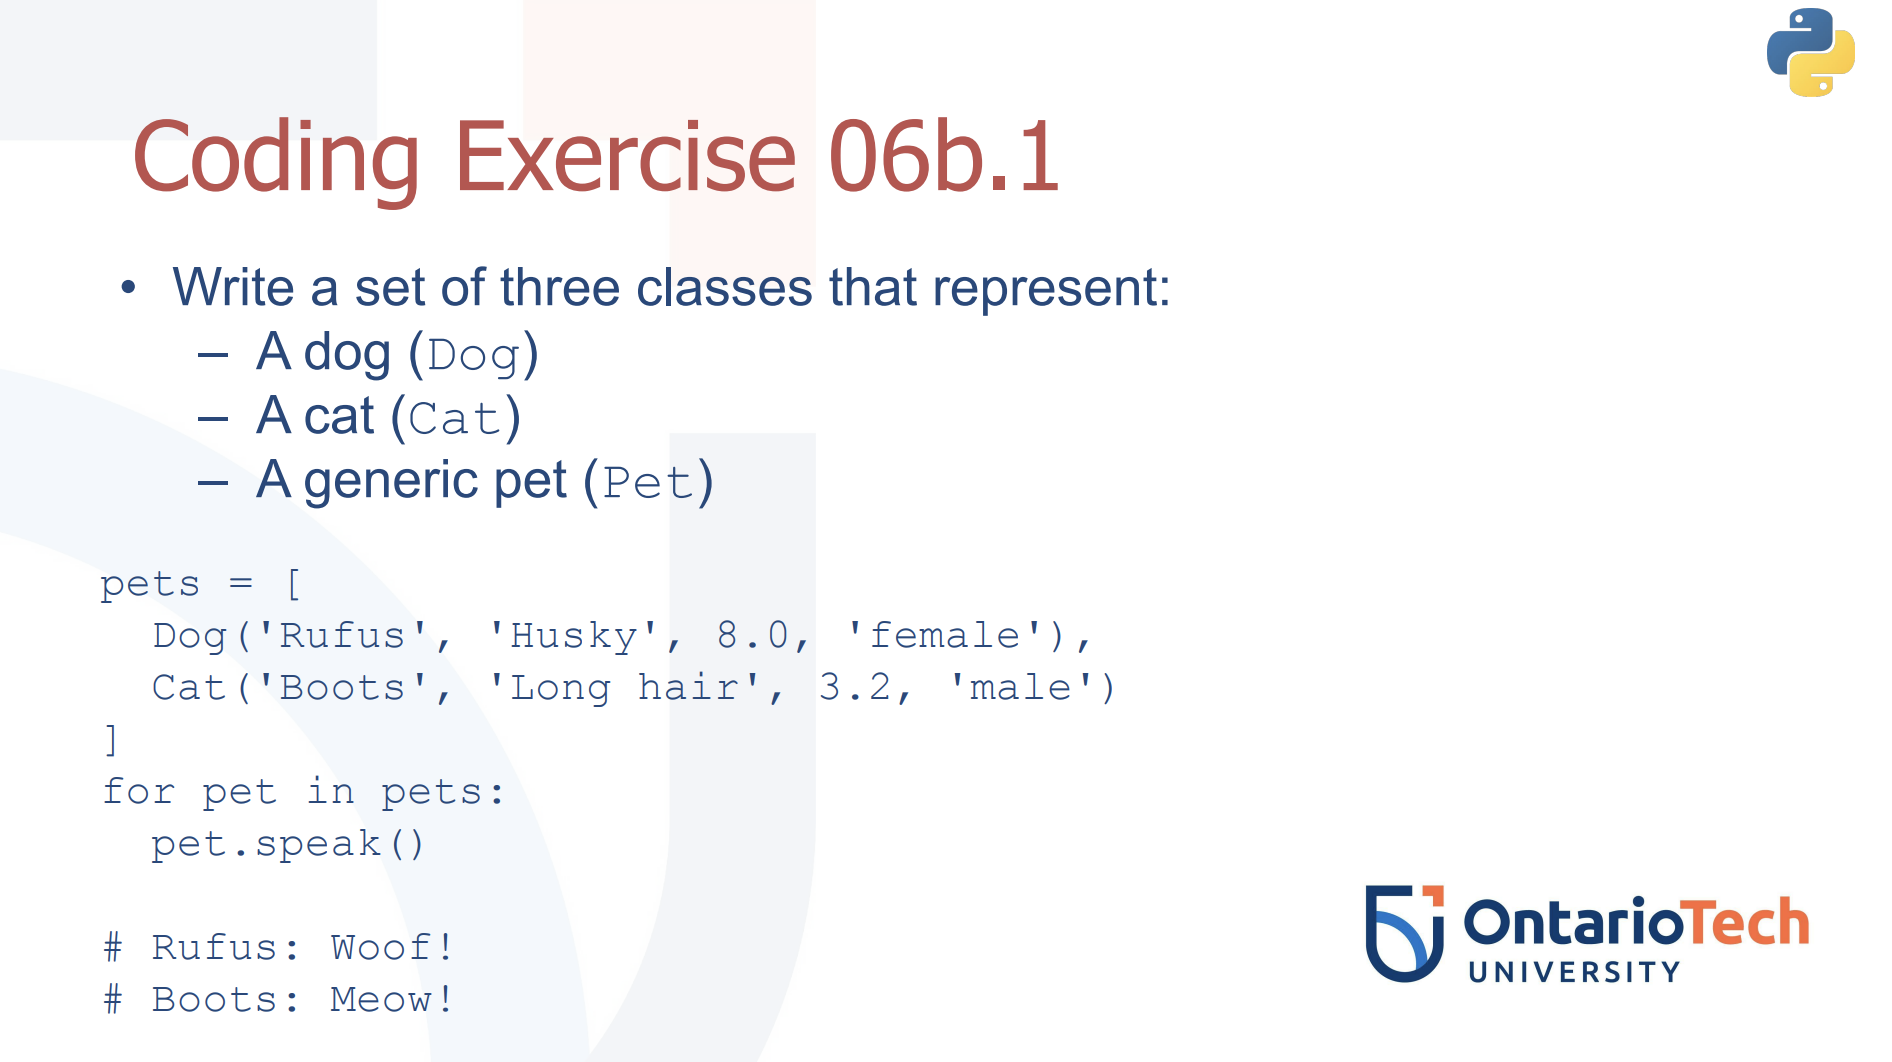 Coding Exercise 06b.1
• Write a set of three classes that represent:
– A dog (Dog)
– A cat (Cat)
– A generic pet (Pet)
pets = [
  Dog('Rufus', 'Husky', 8.0, 'female'),
  Cat('Boots', 'Long hair', 3.2, 'male')
]
for pet in pets:
  pet.speak()
# Rufus: Woof!
# Boots: Meow!
OntarioTech
UNIVERSITY